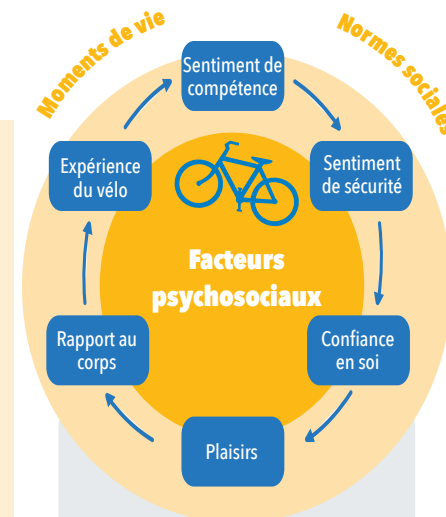 Moments de vie
Normes sociales
Sentiment de
compétence
Expérience
du vélo
Sentiment
de sécurité
Facteurs
psychosociaux
Rapport au
corps
Confiance
en soi
Plaisirs